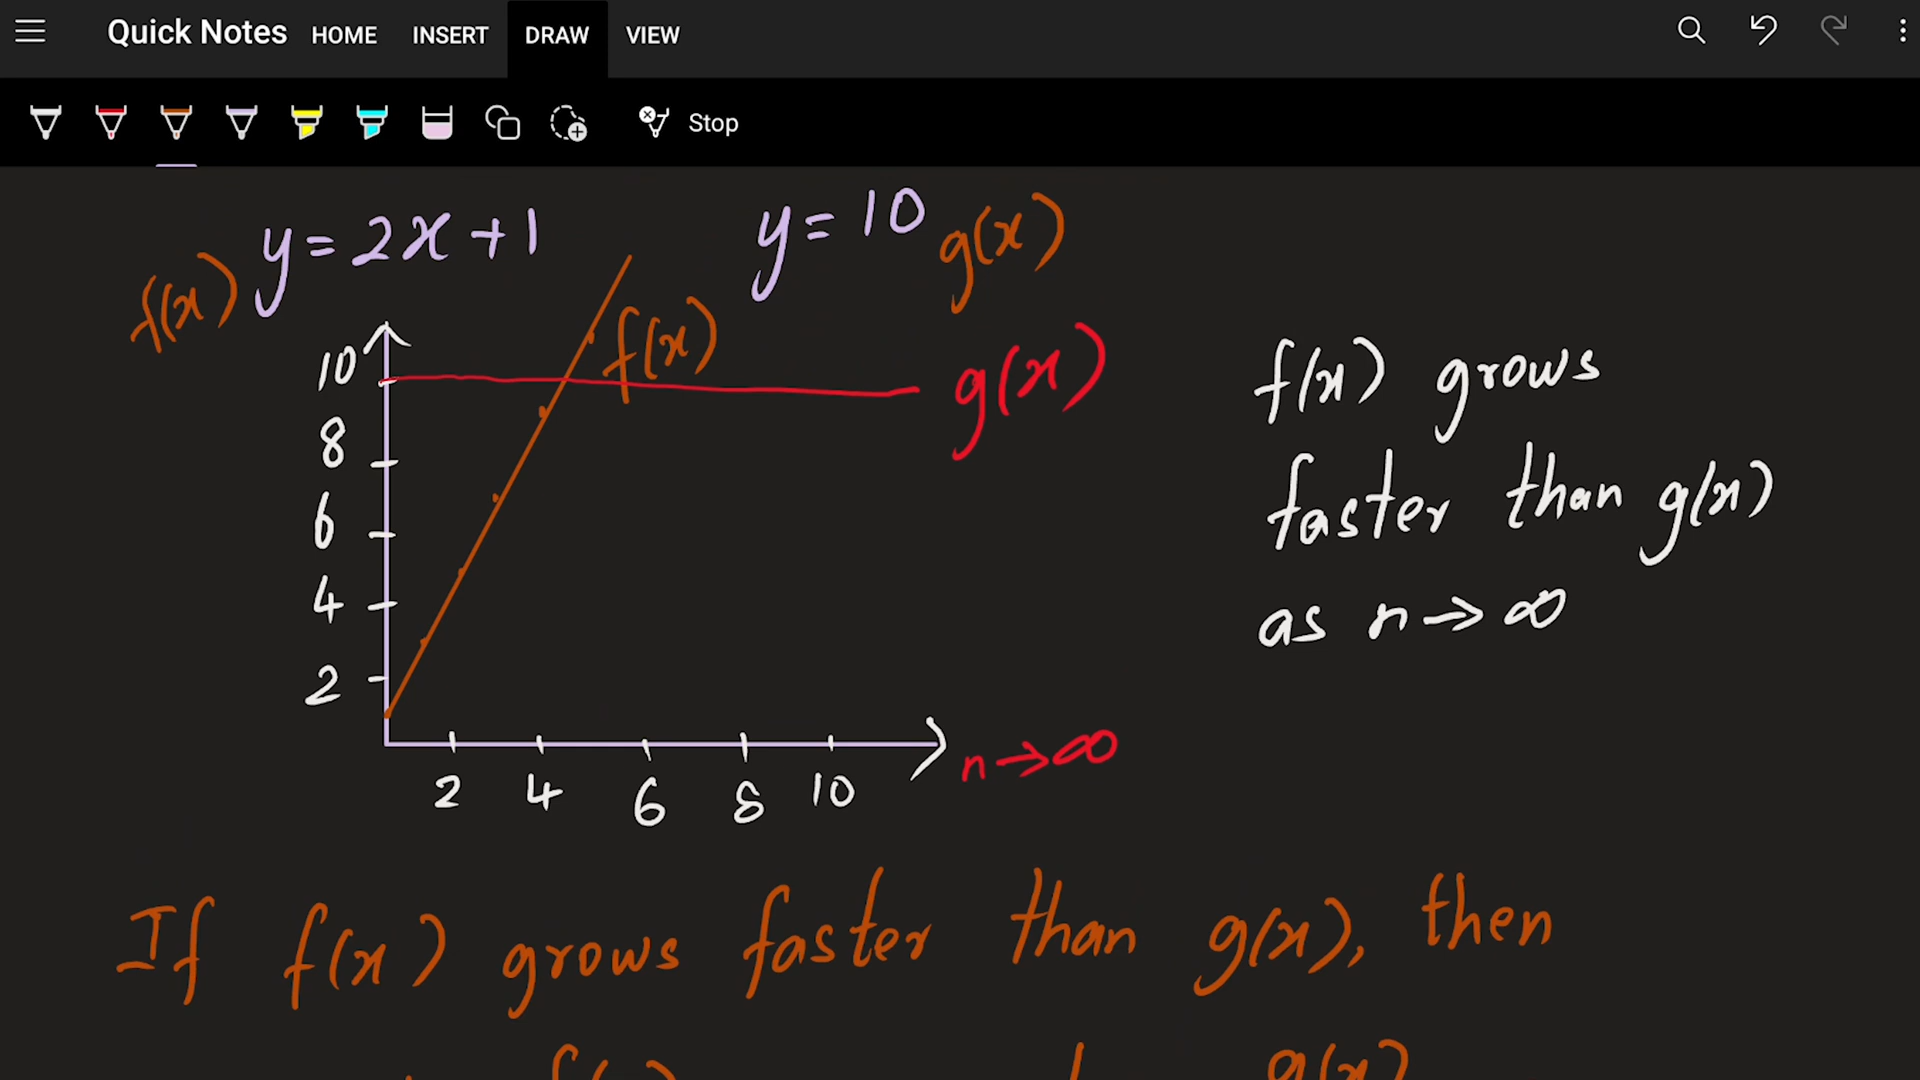 Quick Notes HOME INSERT DRAW VIEW
Stop
y = 2x + 1
y = 10
g(x)
f(x)
f(x)
g(x)
10
8
6
4
2
2 4 6 8 10
n → ∞
f(x) grows
faster than g(x)
as n → ∞
If f(x) grows faster than g(x), then